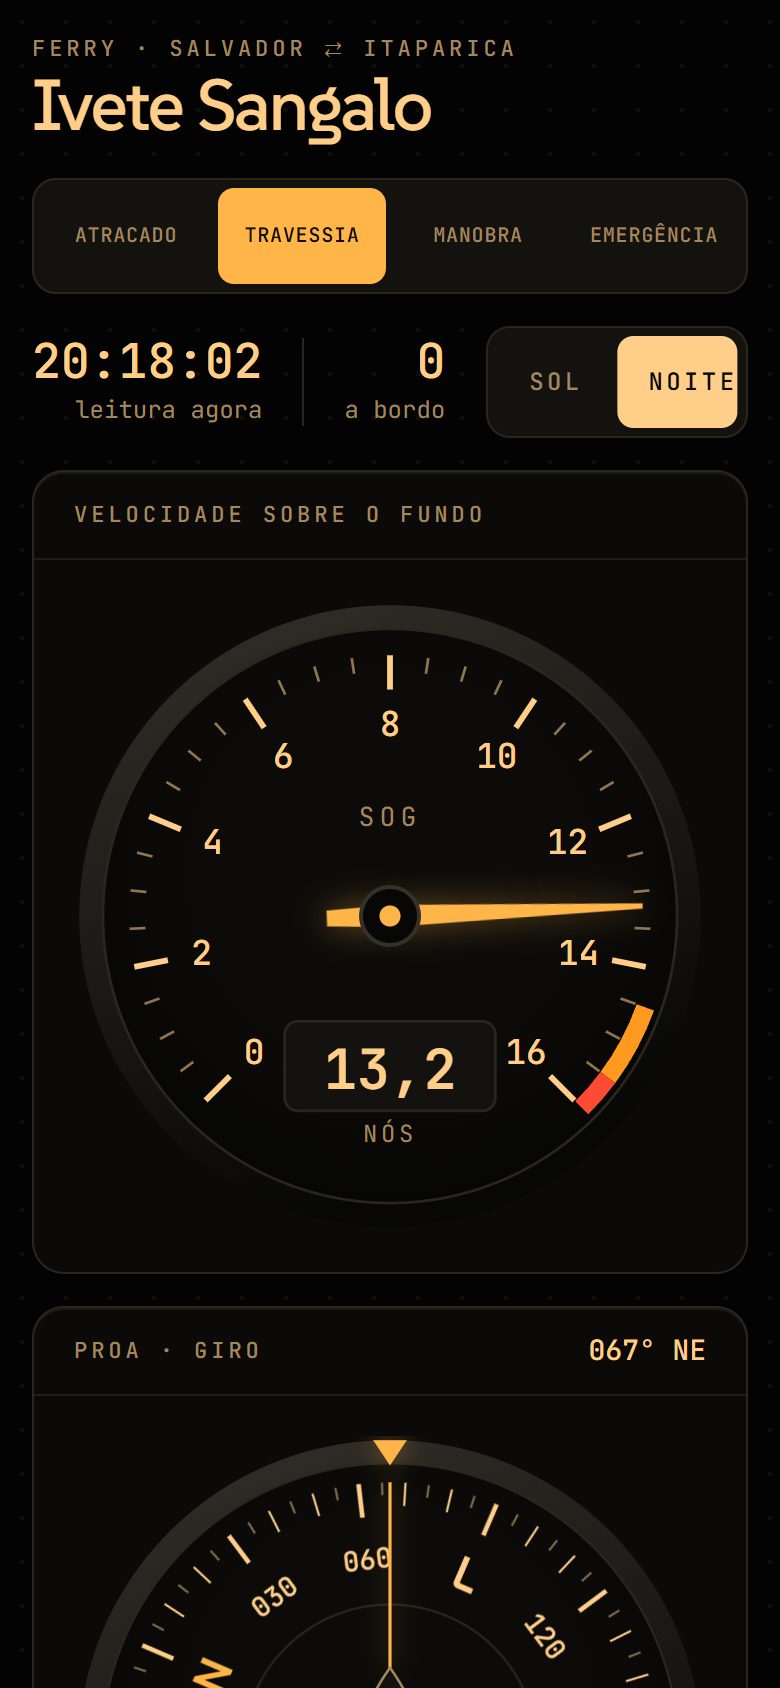 FERRY · SALVADOR ⇄ ITAPARICA
Ivete Sangalo
ATRACADO TRAVESSIA MANOBRA EMERGÊNCIA
20:18:02 0 SOL NOITE
leitura agora a bordo
VELOCIDADE SOBRE O FUNDO
8
6 10
SOG
4 12
2 14
0 13,2 16
NÓS
PROA · GIRO 067° NE
060 L
030 120
N